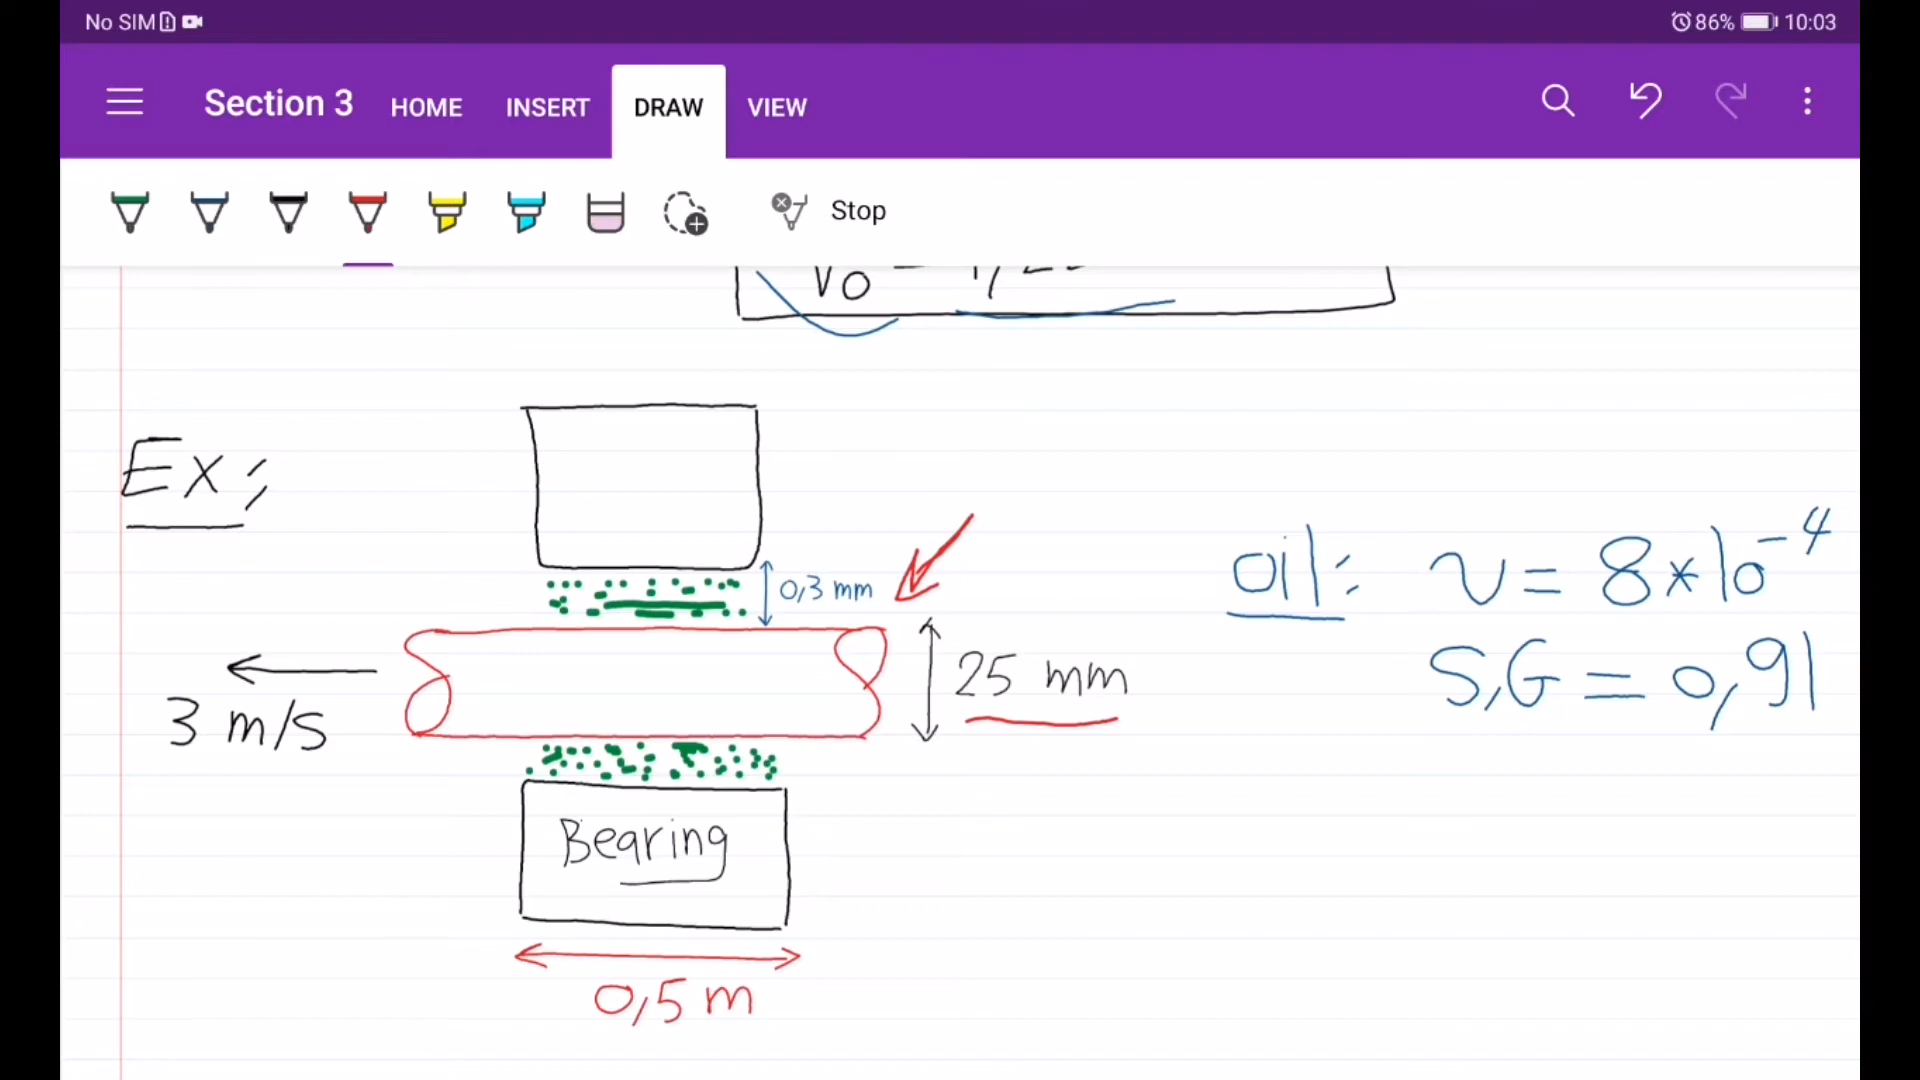 No SIM 86% 10:03
Section 3 HOME INSERT DRAW VIEW
Stop
Ex:
0,3 mm
oil: ν = 8*10^-4
25 mm
S,G = 0,91
3 m/s
Bearing
0,5 m